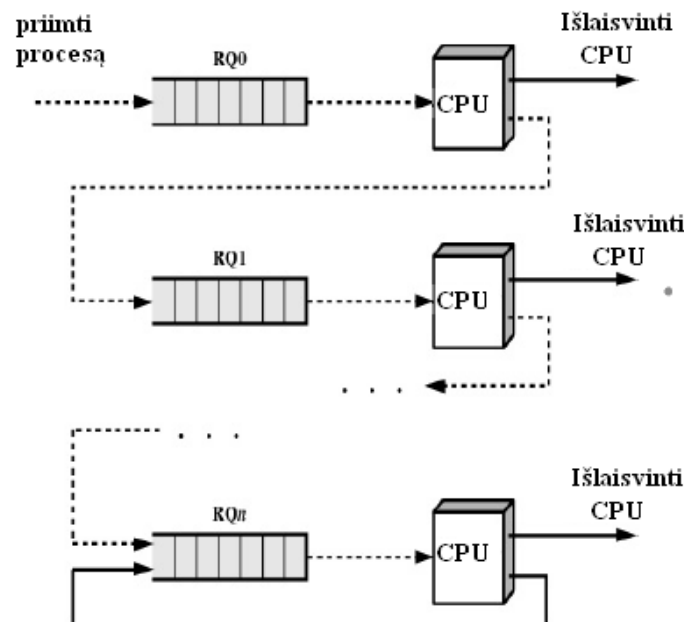 priimti
procesą
RQ0
CPU
Išlaisvinti
CPU
RQ1
CPU
Išlaisvinti
CPU
. . .
. . .
RQn
CPU
Išlaisvinti
CPU